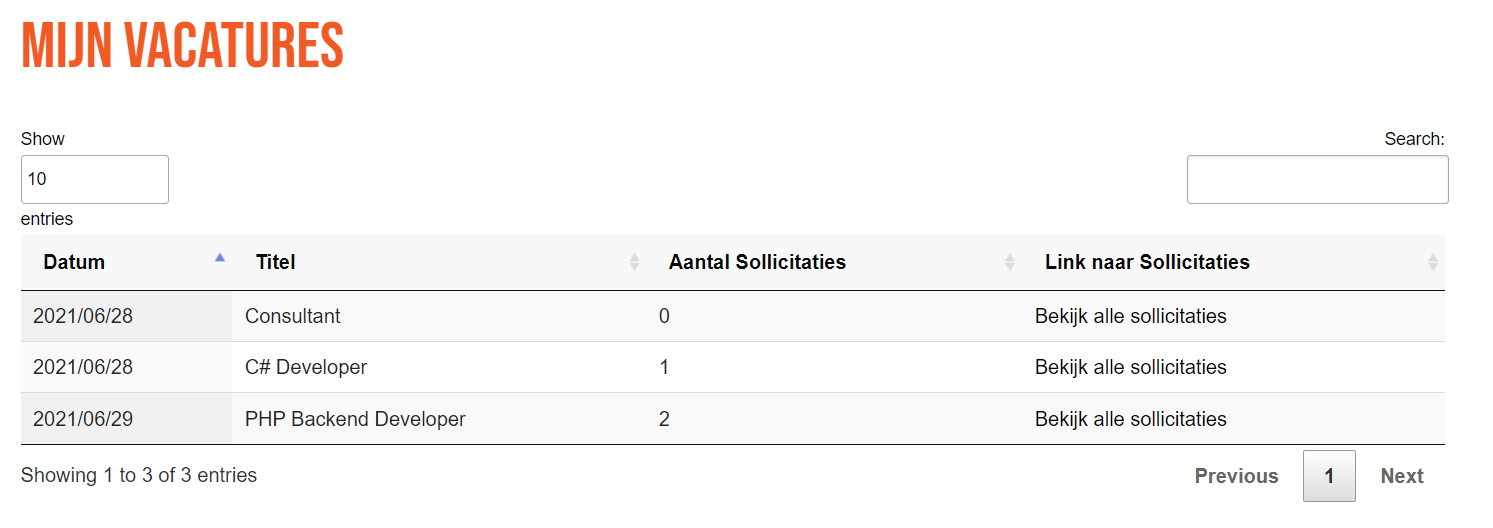 MIJN VACATURES
Show
Search:
10
entries
Datum Titel Aantal Sollicitaties Link naar Sollicitaties
2021/06/28 Consultant 0 Bekijk alle sollicitaties
2021/06/28 C# Developer 1 Bekijk alle sollicitaties
2021/06/29 PHP Backend Developer 2 Bekijk alle sollicitaties
Showing 1 to 3 of 3 entries Previous 1 Next